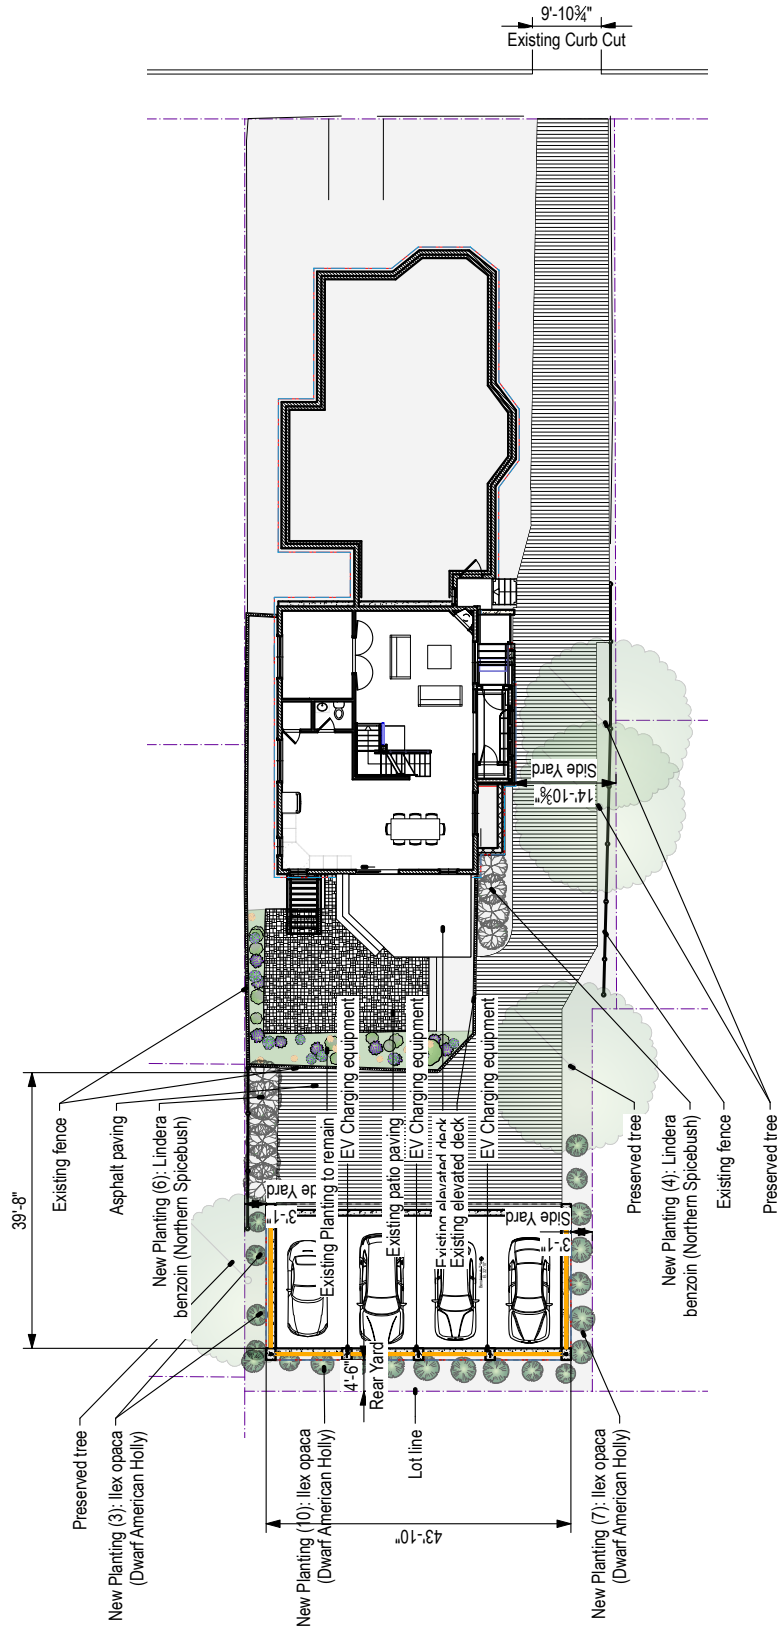 9'-10¾"
Existing Curb Cut
Side Yard
14'-10⅜"
39'-8"
Existing fence
Asphalt paving
New Planting (6): Lindera
benzoin (Northern Spicebush)
Existing Planting to remain
EV Charging equipment
Existing patio paving
EV Charging equipment
Existing elevated deck
Existing elevated deck
EV Charging equipment
Preserved tree
New Planting (4): Lindera
benzoin (Northern Spicebush)
Existing fence
Preserved tree
Side Yard
3'-1"
Side Yard
3'-1"
4'-6"
Rear Yard
Preserved tree
New Planting (3): Ilex opaca
(Dwarf American Holly)
New Planting (10): Ilex opaca
(Dwarf American Holly)
Lot line
43'-10"
New Planting (7): Ilex opaca
(Dwarf American Holly)